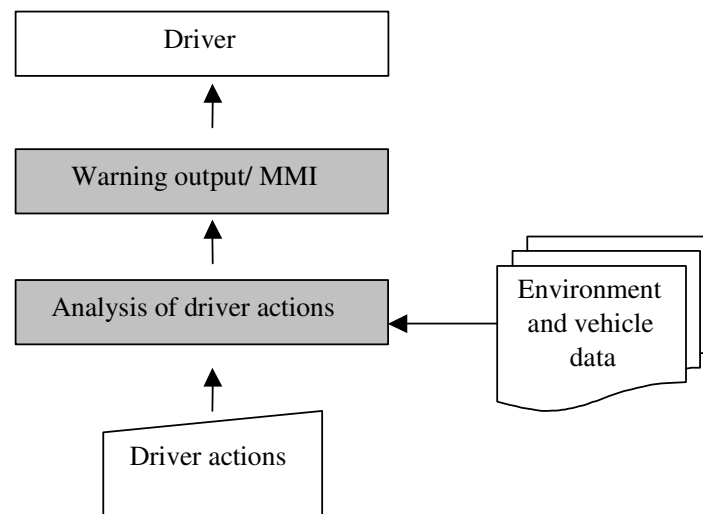 Driver
Warning output/ MMI
Analysis of driver actions
Environment
and vehicle
data
Driver actions